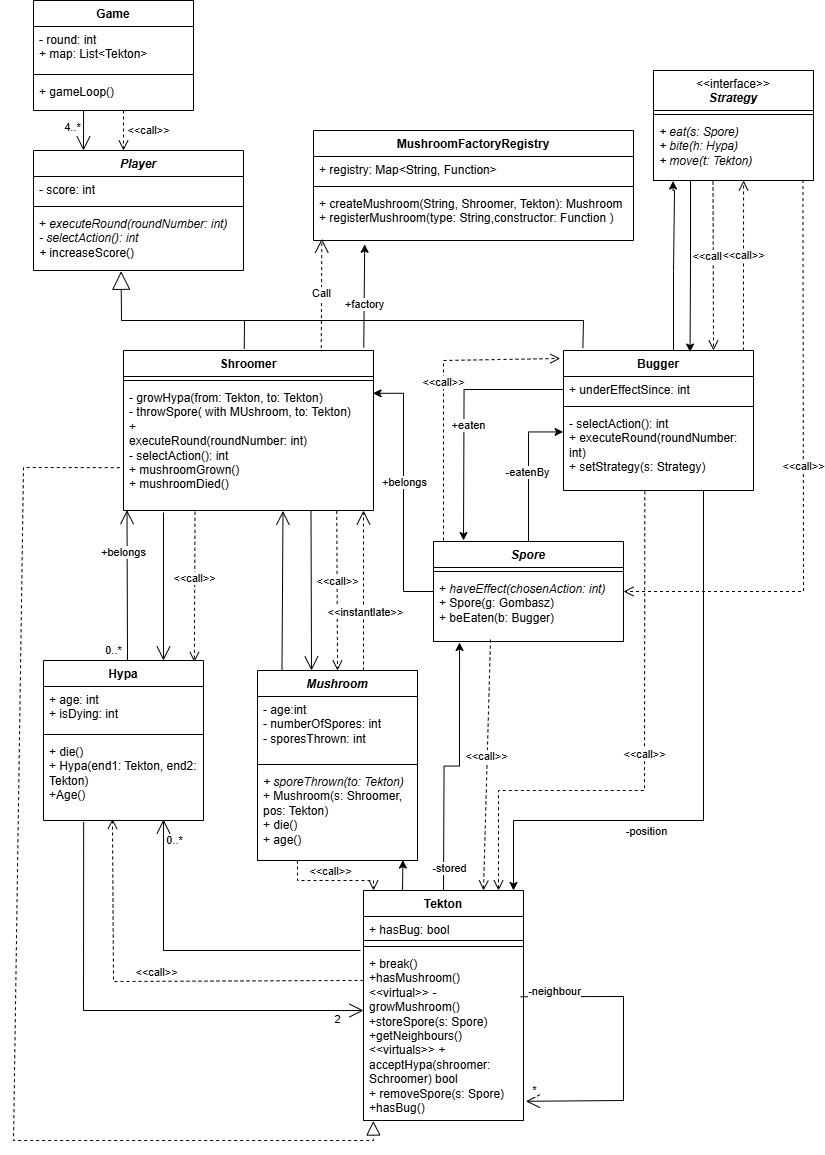 Game
- round: int
+ map: List<Tekton>
+ gameLoop()
4..*
<<call>>
Player
- score: int
+ executeRound(roundNumber: int)
- selectAction(): int
+ increaseScore()
MushroomFactoryRegistry
+ registry: Map<String, Function>
+ createMushroom(String, Shroomer, Tekton): Mushroom
+ registerMushroom(type: String,constructor: Function )
<<interface>>
Strategy
+ eat(s: Spore)
+ bite(h: Hypa)
+ move(t: Tekton)
<<call
<<call>>
Call
+factory
Shroomer
- growHypa(from: Tekton, to: Tekton)
- throwSpore( with MUshroom, to: Tekton)
+
executeRound(roundNumber: int)
- selectAction(): int
+ mushroomGrown()
+ mushroomDied()
Bugger
+ underEffectSince: int
- selectAction(): int
+ executeRound(roundNumber:
int)
+ setStrategy(s: Strategy)
<<call>>
+eaten
-eatenBy
+belongs
<<call>>
Spore
+ haveEffect(chosenAction: int)
+ Spore(g: Gombasz)
+ beEaten(b: Bugger)
+belongs
<<call>>
<<call>>
<<instantiate>>
0..*
Hypa
+ age: int
+ isDying: int
+ die()
+ Hypa(end1: Tekton, end2:
Tekton)
+Age()
Mushroom
- age:int
- numberOfSpores: int
- sporesThrown: int
+ sporeThrown(to: Tekton)
+ Mushroom(s: Shroomer,
pos: Tekton)
+ die()
+ age()
<<call>>
<<call>>
-position
0..*
<<call>>
-stored
Tekton
+ hasBug: bool
+ break()
+hasMushroom()
<<virtual>> -
growMushroom()
+storeSpore(s: Spore)
+getNeighbours()
<<virtuals>> +
acceptHypa(shroomer:
Schroomer) bool
+ removeSpore(s: Spore)
+hasBug()
<<call>>
2
-neighbour
*